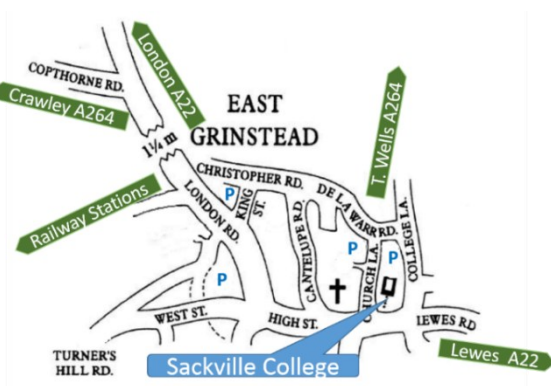 London A22
COPTHORNE RD.
Crawley A264
EAST
GRINSTEAD
T. Wells A264
1¼ m
CHRISTOPHER RD.
Railway Stations
LONDON RD.
P
KING
ST.
DE LA WARR RD.
CANTELUPE RD.
P
CHURCH LA.
P
COLLEGE LA.
P
WEST ST.
HIGH ST.
LEWES RD
TURNER'S
HILL RD.
Sackville College
Lewes A22